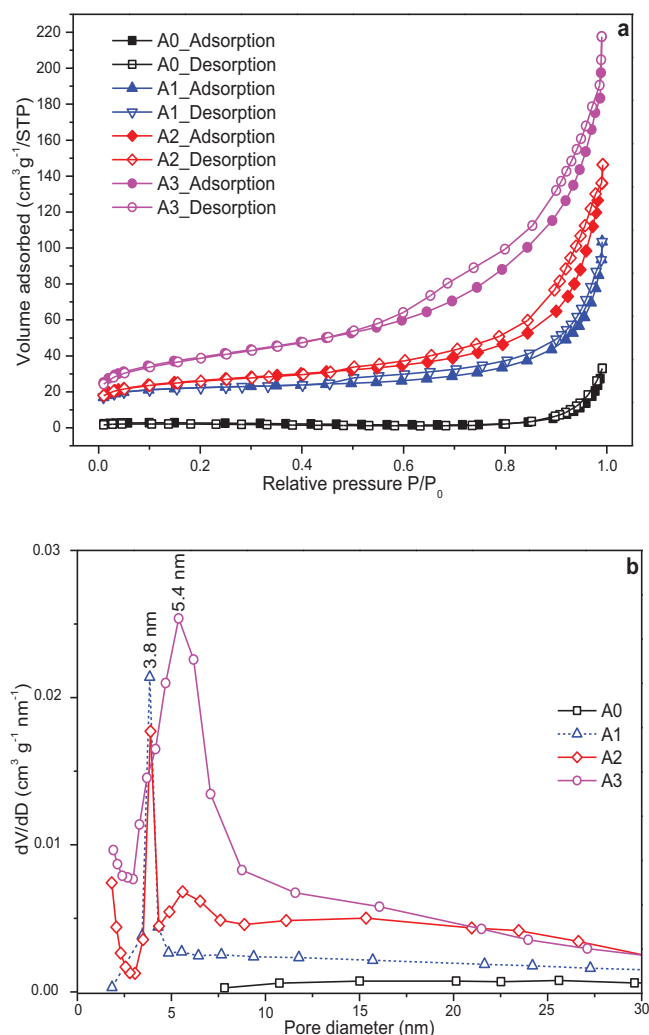 a
220
200
180
160
140
120
100
80
60
40
20
0
Volume adsorbed (cm³g⁻¹/STP)
A0_Adsorption
A0_Desorption
A1_Adsorption
A1_Desorption
A2_Adsorption
A2_Desorption
A3_Adsorption
A3_Desorption
0.0 0.2 0.4 0.6 0.8 1.0
Relative pressure P/P₀
b
0.03
0.02
0.01
0.00
dV/dD (cm³ g⁻¹ nm⁻¹)
3.8 nm
5.4 nm
A0
A1
A2
A3
0 5 10 15 20 25 30
Pore diameter (nm)